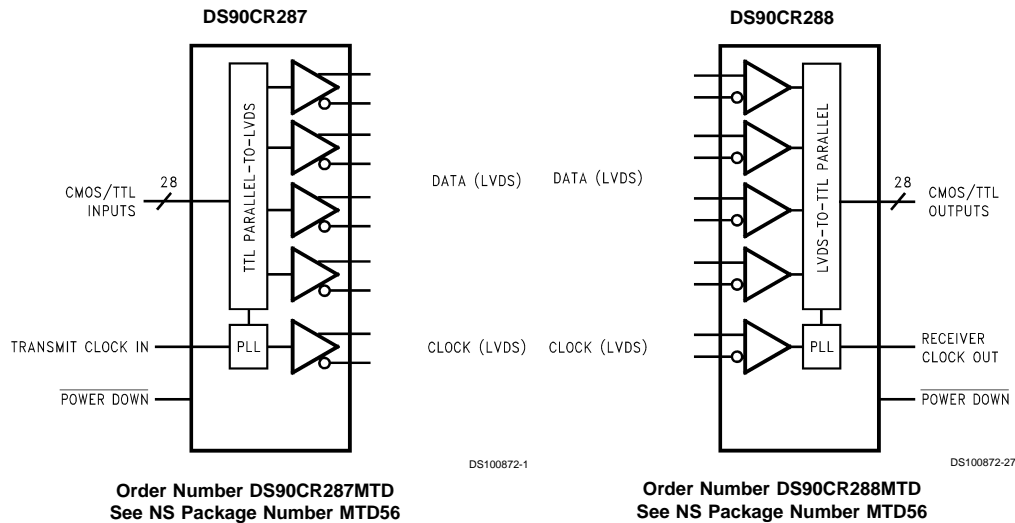 DS90CR287
TTL PARALLEL-TO-LVDS
CMOS/TTL
INPUTS
28
DATA (LVDS)
TRANSMIT CLOCK IN
PLL
CLOCK (LVDS)
POWER DOWN
DS100872-1
Order Number DS90CR287MTD
See NS Package Number MTD56
DS90CR288
DATA (LVDS)
LVDS-TO-TTL PARALLEL
28
CMOS/TTL
OUTPUTS
CLOCK (LVDS)
PLL
RECEIVER
CLOCK OUT
POWER DOWN
DS100872-27
Order Number DS90CR288MTD
See NS Package Number MTD56